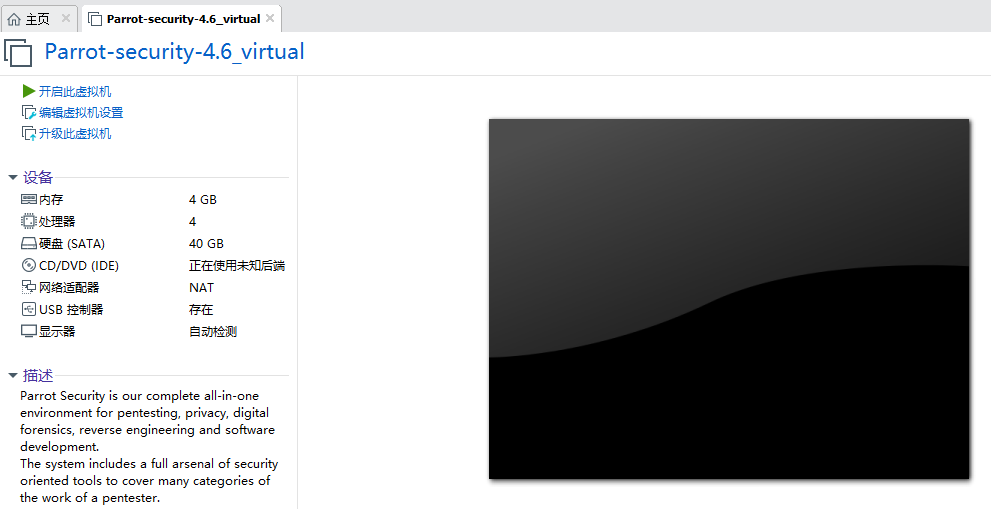 主页
Parrot-security-4.6_virtual
Parrot-security-4.6_virtual
开启此虚拟机
编辑虚拟机设置
升级此虚拟机
设备
内存 4 GB
处理器 4
硬盘 (SATA) 40 GB
CD/DVD (IDE) 正在使用未知后端
网络适配器 NAT
USB 控制器 存在
显示器 自动检测
描述
Parrot Security is our complete all-in-one
environment for pentesting, privacy, digital
forensics, reverse engineering and software
development.
The system includes a full arsenal of security
oriented tools to cover many categories of
the work of a pentester.